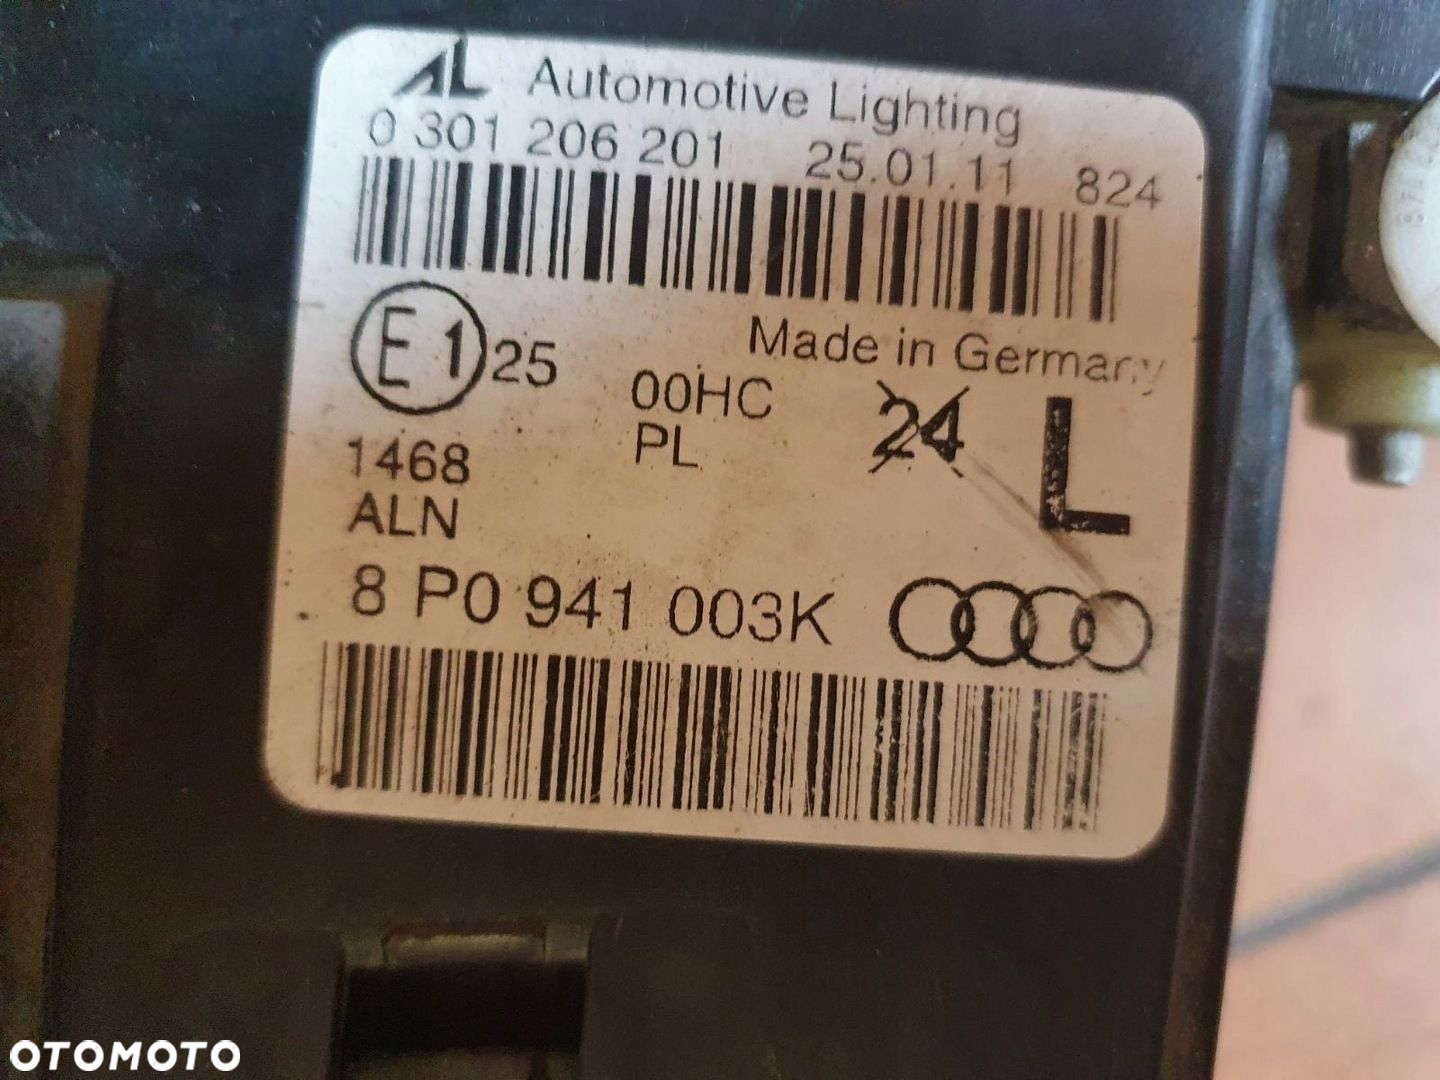 AL Automotive Lighting
0 301 206 201 25.01.11 824
Made in Germany
E1 25
00HC
24
L
PL
1468
ALN
8 P0 941 003K
OTOMOTO